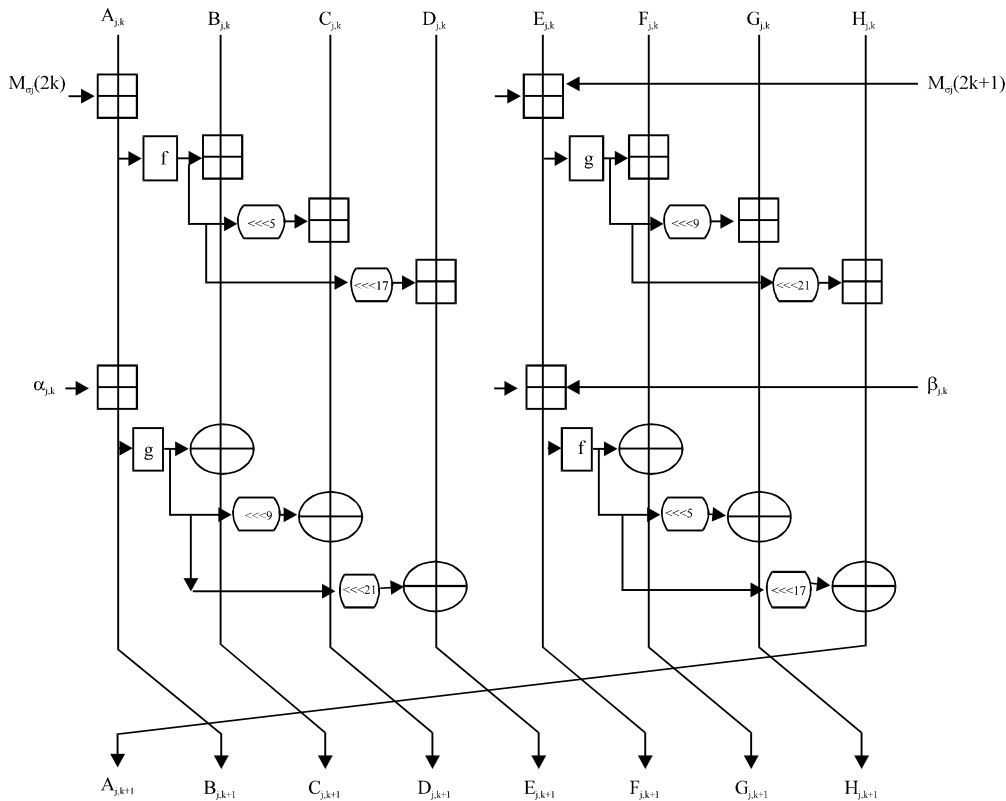 A_{j,k} B_{j,k} C_{j,k} D_{j,k} E_{j,k} F_{j,k} G_{j,k} H_{j,k}
M_{σj}(2k) M_{σj}(2k+1)
f g
<<<5 <<<9
<<<17 <<<21
α_{j,k} β_{j,k}
g f
<<<9 <<<5
<<<21 <<<17
A_{j,k+1} B_{j,k+1} C_{j,k+1} D_{j,k+1} E_{j,k+1} F_{j,k+1} G_{j,k+1} H_{j,k+1}